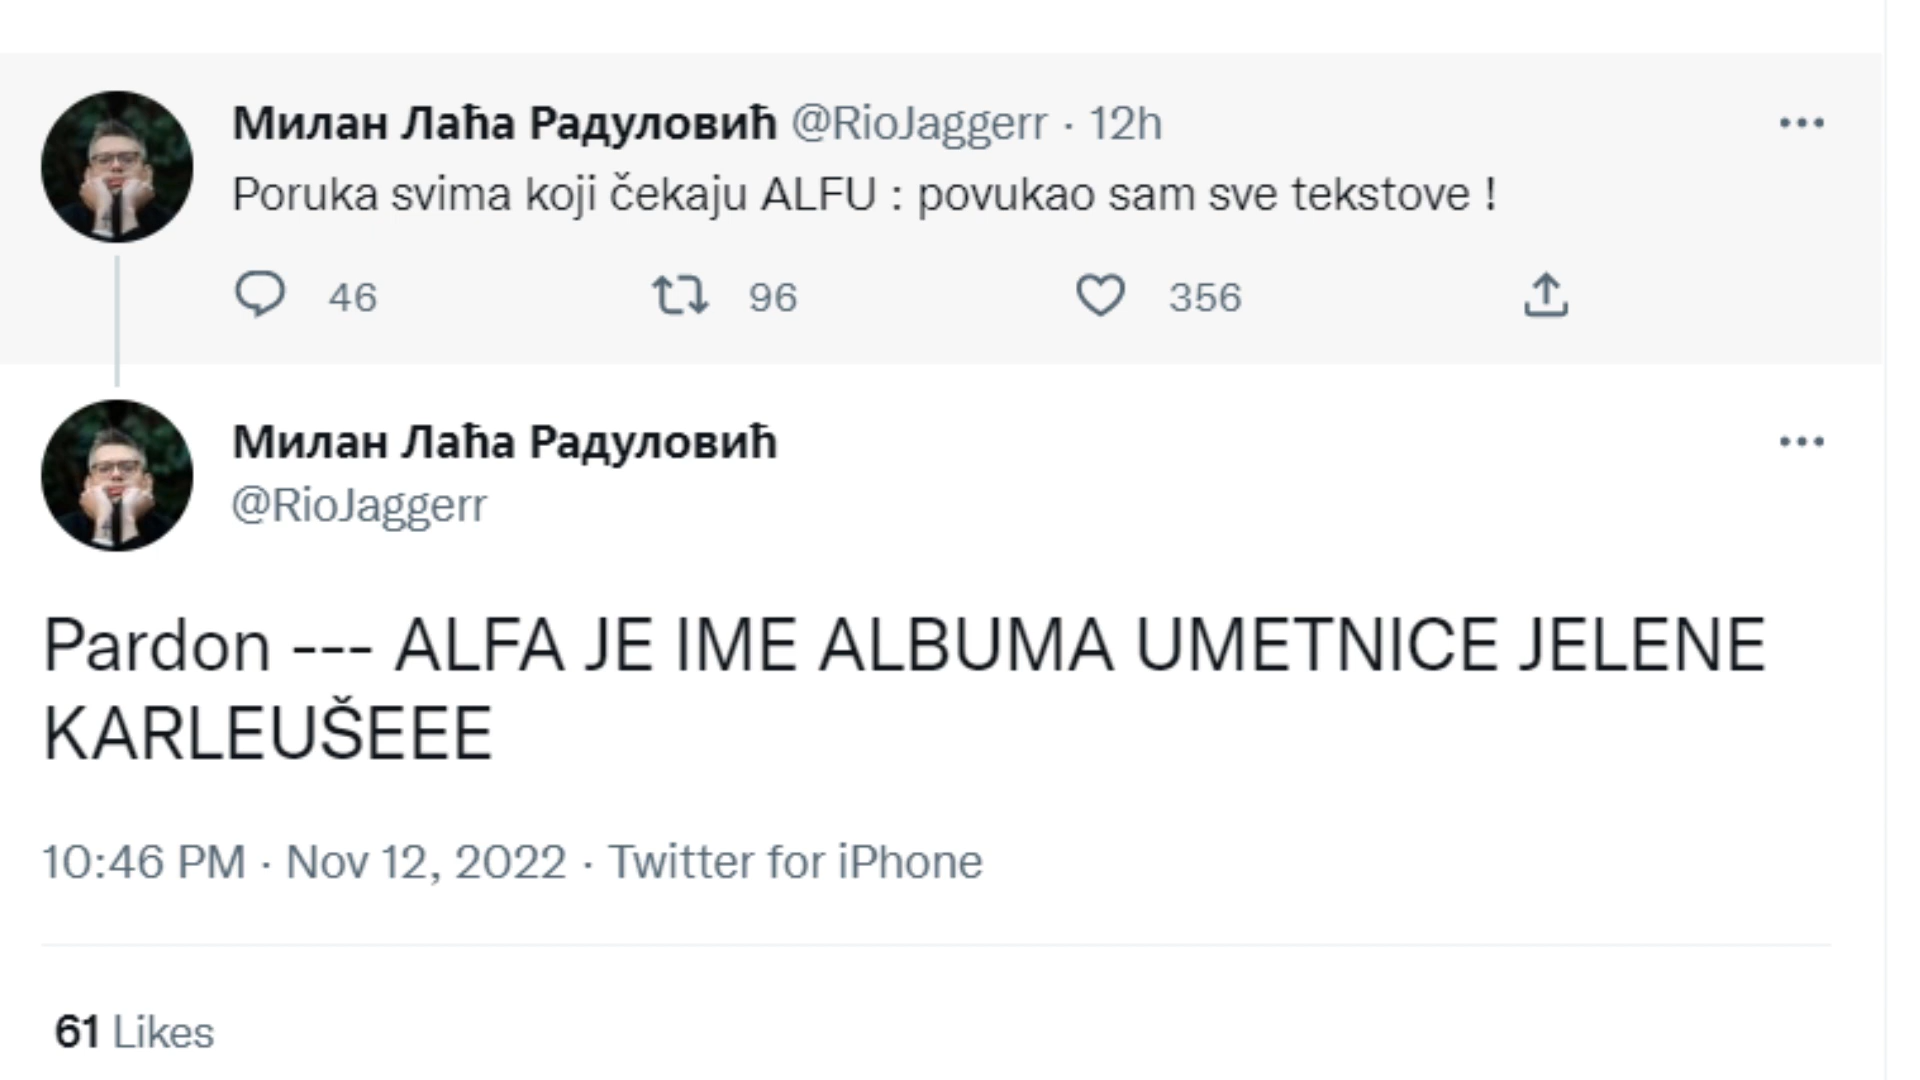 Милан Лаћа Радуловић @RioJaggerr · 12h
Poruka svima koji čekaju ALFU : povukao sam sve tekstove !
46 96 356
Милан Лаћа Радуловић
@RioJaggerr
Pardon --- ALFA JE IME ALBUMA UMETNICE JELENE
KARLEUŠEEE
10:46 PM · Nov 12, 2022 · Twitter for iPhone
61 Likes